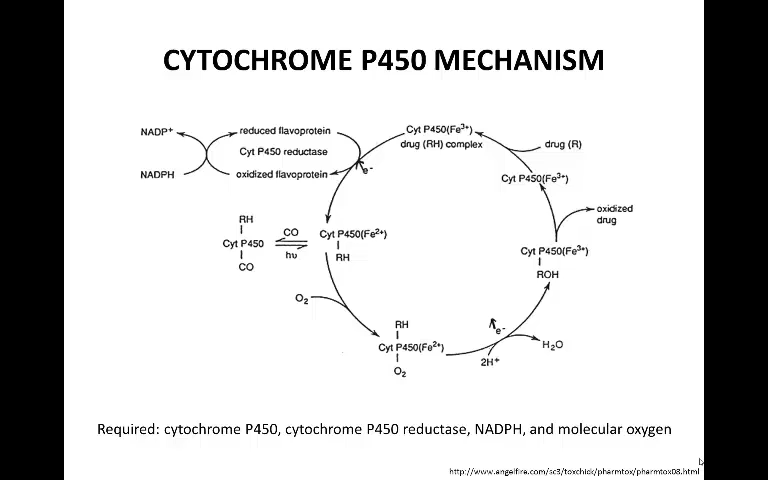 CYTOCHROME P450 MECHANISM
NADP⁺
reduced flavoprotein
Cyt P450 reductase
NADPH
oxidized flavoprotein
e⁻
Cyt P450(Fe³⁺)
drug (RH) complex
drug (R)
Cyt P450(Fe³⁺)
oxidized
drug
Cyt P450(Fe³⁺)
ROH
RH
Cyt P450
CO
CO
hυ
Cyt P450(Fe²⁺)
RH
O₂
RH
Cyt P450(Fe²⁺)
O₂
e⁻
2H⁺
H₂O
Required: cytochrome P450, cytochrome P450 reductase, NADPH, and molecular oxygen
http://www.angelfire.com/sc3/toxchick/pharmtox/pharmtox08.html